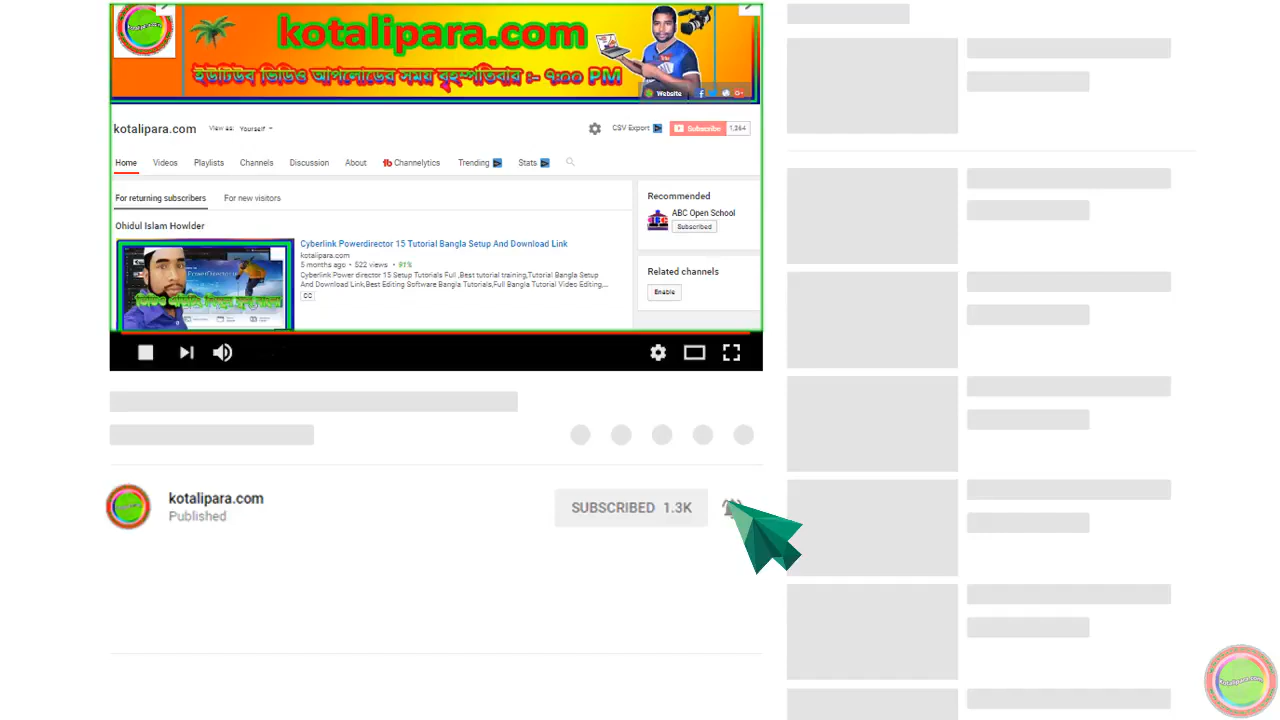 kotalipara.com
ইউটিউব ভিডিও আপলোডের সময় বৃহস্পতিবার :- ৭:০০ PM
Website
kotalipara.com View as: Yourself
CSV Export Subscribe 1,364
Home Videos Playlists Channels Discussion About Channelytics Trending Stats
For returning subscribers For new visitors
Ohidul Islam Howlder
Cyberlink Powerdirector 15 Tutorial Bangla Setup And Download Link
kotalipara.com
5 months ago • 522 views • 91%
Cyberlink Power director 15 Setup Tutorials Full ,Best tutorial training,Tutorial Bangla Setup
And Download Link,Best Editing Software Bangla Tutorials,Full Bangla Tutorial Video Editing,...
CC
Recommended
ABC Open School
Subscribed
Related channels
Enable
kotalipara.com
Published
SUBSCRIBED 1.3K
Kotalipara.com